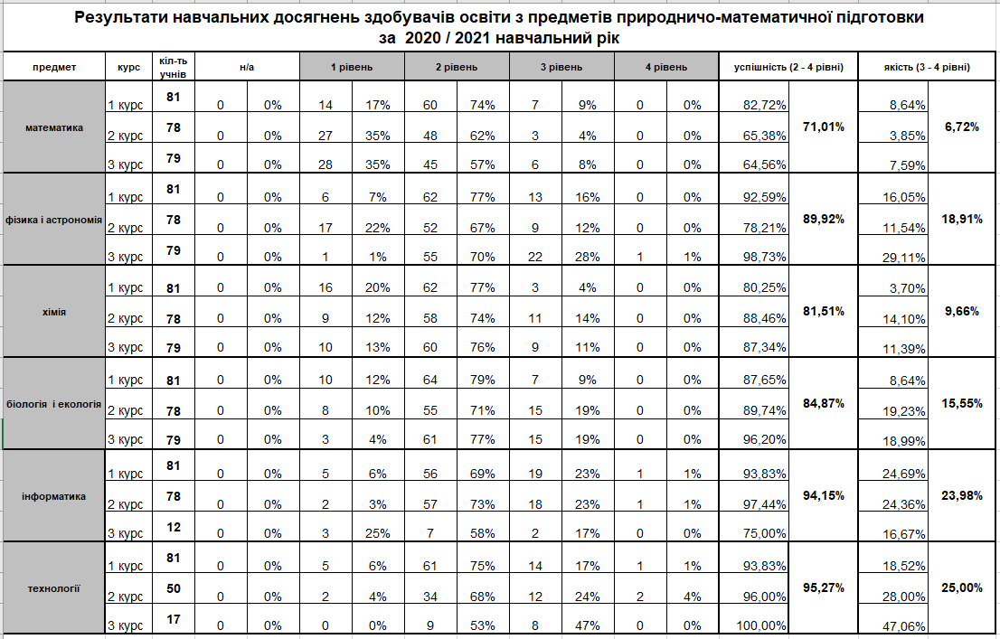 Результати навчальних досягнень здобувачів освіти з предметів природничо-математичної підготовки
за 2020 / 2021 навчальний рік
предмет курс кіл-ть учнів н/а 1 рівень 2 рівень 3 рівень 4 рівень успішність (2 - 4 рівні) якість (3 - 4 рівні)
математика
1 курс 81 0 0% 14 17% 60 74% 7 9% 0 0% 82,72% 8,64%
2 курс 78 0 0% 27 35% 48 62% 3 4% 0 0% 65,38% 71,01% 3,85% 6,72%
3 курс 79 0 0% 28 35% 45 57% 6 8% 0 0% 64,56% 7,59%
фізика і астрономія
1 курс 81 0 0% 6 7% 62 77% 13 16% 0 0% 92,59% 16,05%
2 курс 78 0 0% 17 22% 52 67% 9 12% 0 0% 78,21% 89,92% 11,54% 18,91%
3 курс 79 0 0% 1 1% 55 70% 22 28% 1 1% 98,73% 29,11%
хімія
1 курс 81 0 0% 16 20% 62 77% 3 4% 0 0% 80,25% 3,70%
2 курс 78 0 0% 9 12% 58 74% 11 14% 0 0% 88,46% 81,51% 14,10% 9,66%
3 курс 79 0 0% 10 13% 60 76% 9 11% 0 0% 87,34% 11,39%
біологія і екологія
1 курс 81 0 0% 10 12% 64 79% 7 9% 0 0% 87,65% 8,64%
2 курс 78 0 0% 8 10% 55 71% 15 19% 0 0% 89,74% 84,87% 19,23% 15,55%
3 курс 79 0 0% 3 4% 61 77% 15 19% 0 0% 96,20% 18,99%
інформатика
1 курс 81 0 0% 5 6% 56 69% 19 23% 1 1% 93,83% 24,69%
2 курс 78 0 0% 2 3% 57 73% 18 23% 1 1% 97,44% 94,15% 24,36% 23,98%
3 курс 12 0 0% 3 25% 7 58% 2 17% 0 0% 75,00% 16,67%
технології
1 курс 81 0 0% 5 6% 61 75% 14 17% 1 1% 93,83% 18,52%
2 курс 50 0 0% 2 4% 34 68% 12 24% 2 4% 96,00% 95,27% 28,00% 25,00%
3 курс 17 0 0% 0 0% 9 53% 8 47% 0 0% 100,00% 47,06%